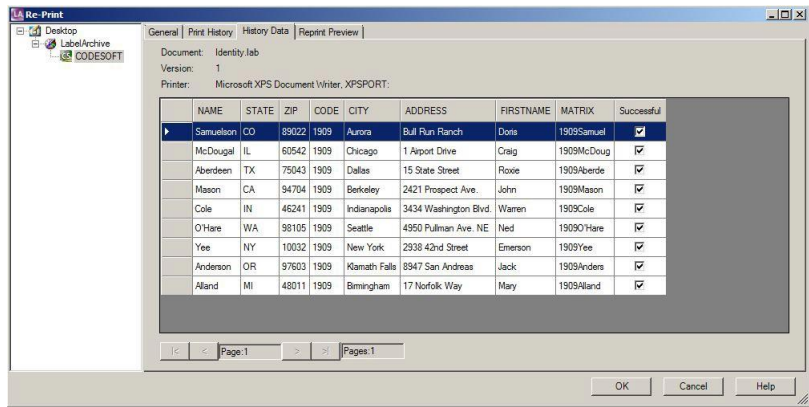 LA Re-Print
Desktop
LabelArchive
CODESOFT
General Print History History Data Reprint Preview
Document: Identity.lab
Version: 1
Printer: Microsoft XPS Document Writer, XPSPORT:
NAME STATE ZIP CODE CITY ADDRESS FIRSTNAME MATRIX Successful
Samuelson CO 89022 1909 Aurora Bull Run Ranch Doris 1909Samuel
McDougal IL 60542 1909 Chicago 1 Airport Drive Craig 1909McDoug
Aberdeen TX 75043 1909 Dallas 15 State Street Roxie 1909Aberde
Mason CA 94704 1909 Berkeley 2421 Prospect Ave. John 1909Mason
Cole IN 46241 1909 Indianapolis 3434 Washington Blvd. Warren 1909Cole
O'Hare WA 98105 1909 Seattle 4950 Pullman Ave. NE Ned 1909O'Hare
Yee NY 10032 1909 New York 2938 42nd Street Emerson 1909Yee
Anderson OR 97603 1909 Klamath Falls 8947 San Andreas Jack 1909Anders
Alland MI 48011 1909 Birmingham 17 Norfolk Way Mary 1909Alland
|< < Page:1 > >| Pages:1
OK Cancel Help